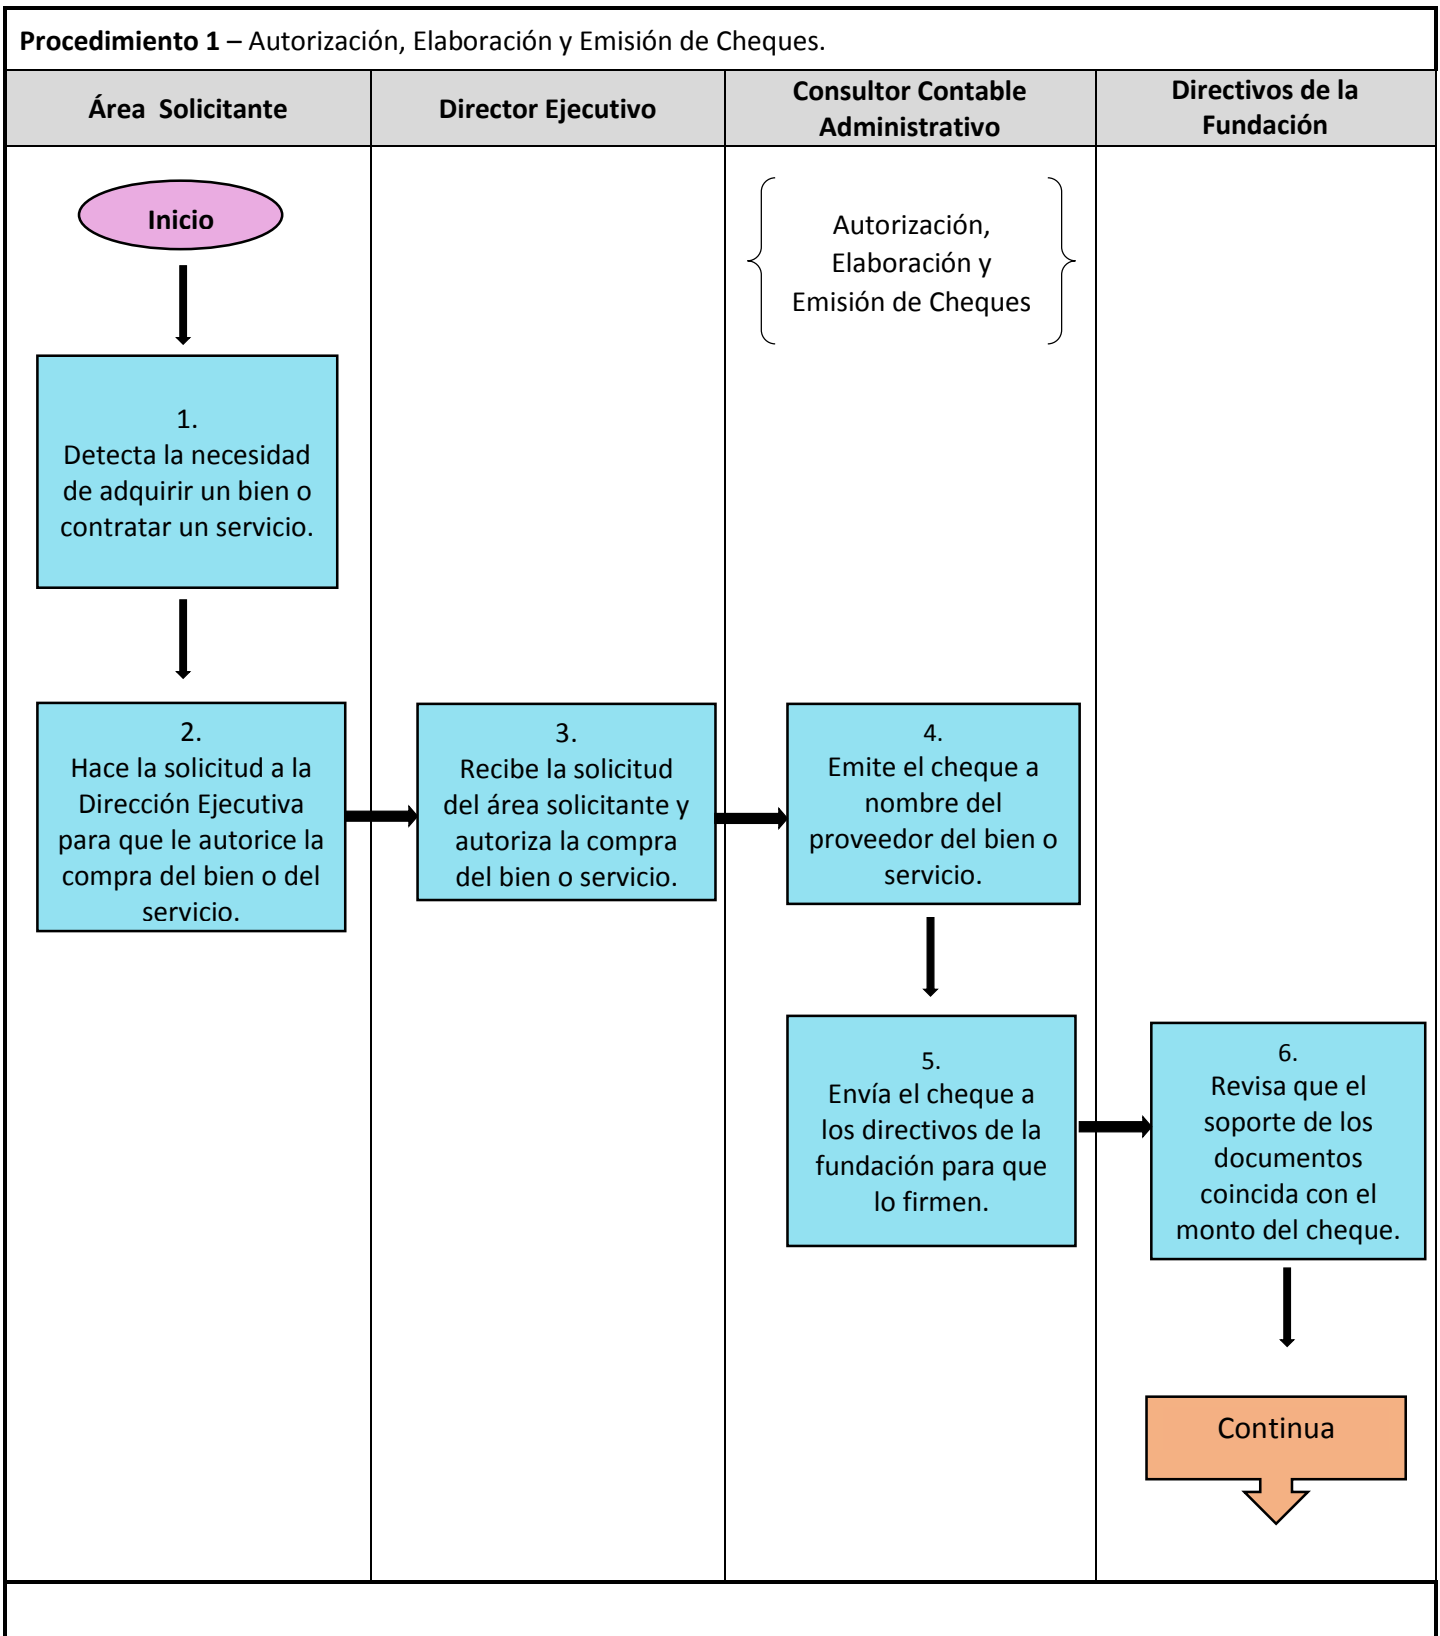 Procedimiento 1 – Autorización, Elaboración y Emisión de Cheques.
Área Solicitante
Director Ejecutivo
Consultor Contable
Administrativo
Directivos de la
Fundación
Inicio
Autorización,
Elaboración y
Emisión de Cheques
1.
Detecta la necesidad
de adquirir un bien o
contratar un servicio.
2.
Hace la solicitud a la
Dirección Ejecutiva
para que le autorice la
compra del bien o del
servicio.
3.
Recibe la solicitud
del área solicitante y
autoriza la compra
del bien o servicio.
4.
Emite el cheque a
nombre del
proveedor del bien o
servicio.
5.
Envía el cheque a
los directivos de la
fundación para que
lo firmen.
6.
Revisa que el
soporte de los
documentos
coincida con el
monto del cheque.
Continua